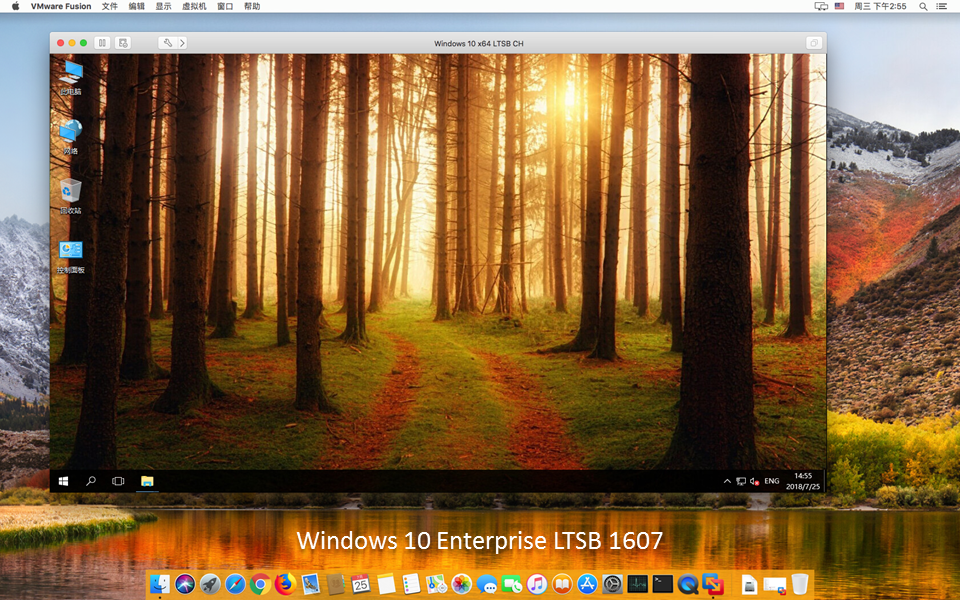 VMware Fusion 文件 编辑 显示 虚拟机 窗口 帮助 周三 下午2:55
Windows 10 x64 LTSB CH
此电脑
网络
回收站
控制面板
ENG
14:55
2018/7/25
Windows 10 Enterprise LTSB 1607
25